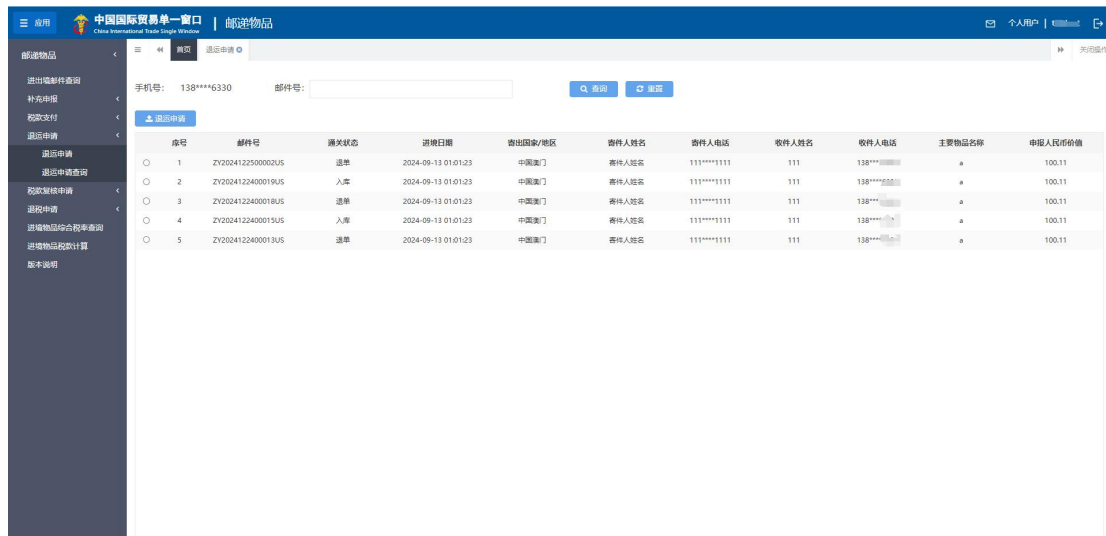 应用 中国国际贸易单一窗口 | 邮递物品 个人用户 |
China International Trade Single Window
邮递物品
首页 退运申请 关闭操作
进出境邮件查询
补充申报
税款支付
退运申请
退运申请
退运申请查询
税款复核申请
退税申请
进境物品综合税率查询
进境物品税款计算
版本说明
手机号: 138****6330 邮件号: 查询 重置
退运申请
序号 邮件号 通关状态 进境日期 寄出国家/地区 寄件人姓名 寄件人电话 收件人姓名 收件人电话 主要物品名称 申报人民币价值
1 ZY2024122500002US 退单 2024-09-13 01:01:23 中国澳门 寄件人姓名 111****1111 111 138*** a 100.11
2 ZY2024122400019US 入库 2024-09-13 01:01:23 中国澳门 寄件人姓名 111****1111 111 138**** a 100.11
3 ZY2024122400018US 退单 2024-09-13 01:01:23 中国澳门 寄件人姓名 111****1111 111 138*** a 100.11
4 ZY2024122400015US 入库 2024-09-13 01:01:23 中国澳门 寄件人姓名 111****1111 111 138**** a 100.11
5 ZY2024122400013US 退单 2024-09-13 01:01:23 中国澳门 寄件人姓名 111****1111 111 138**** a 100.11